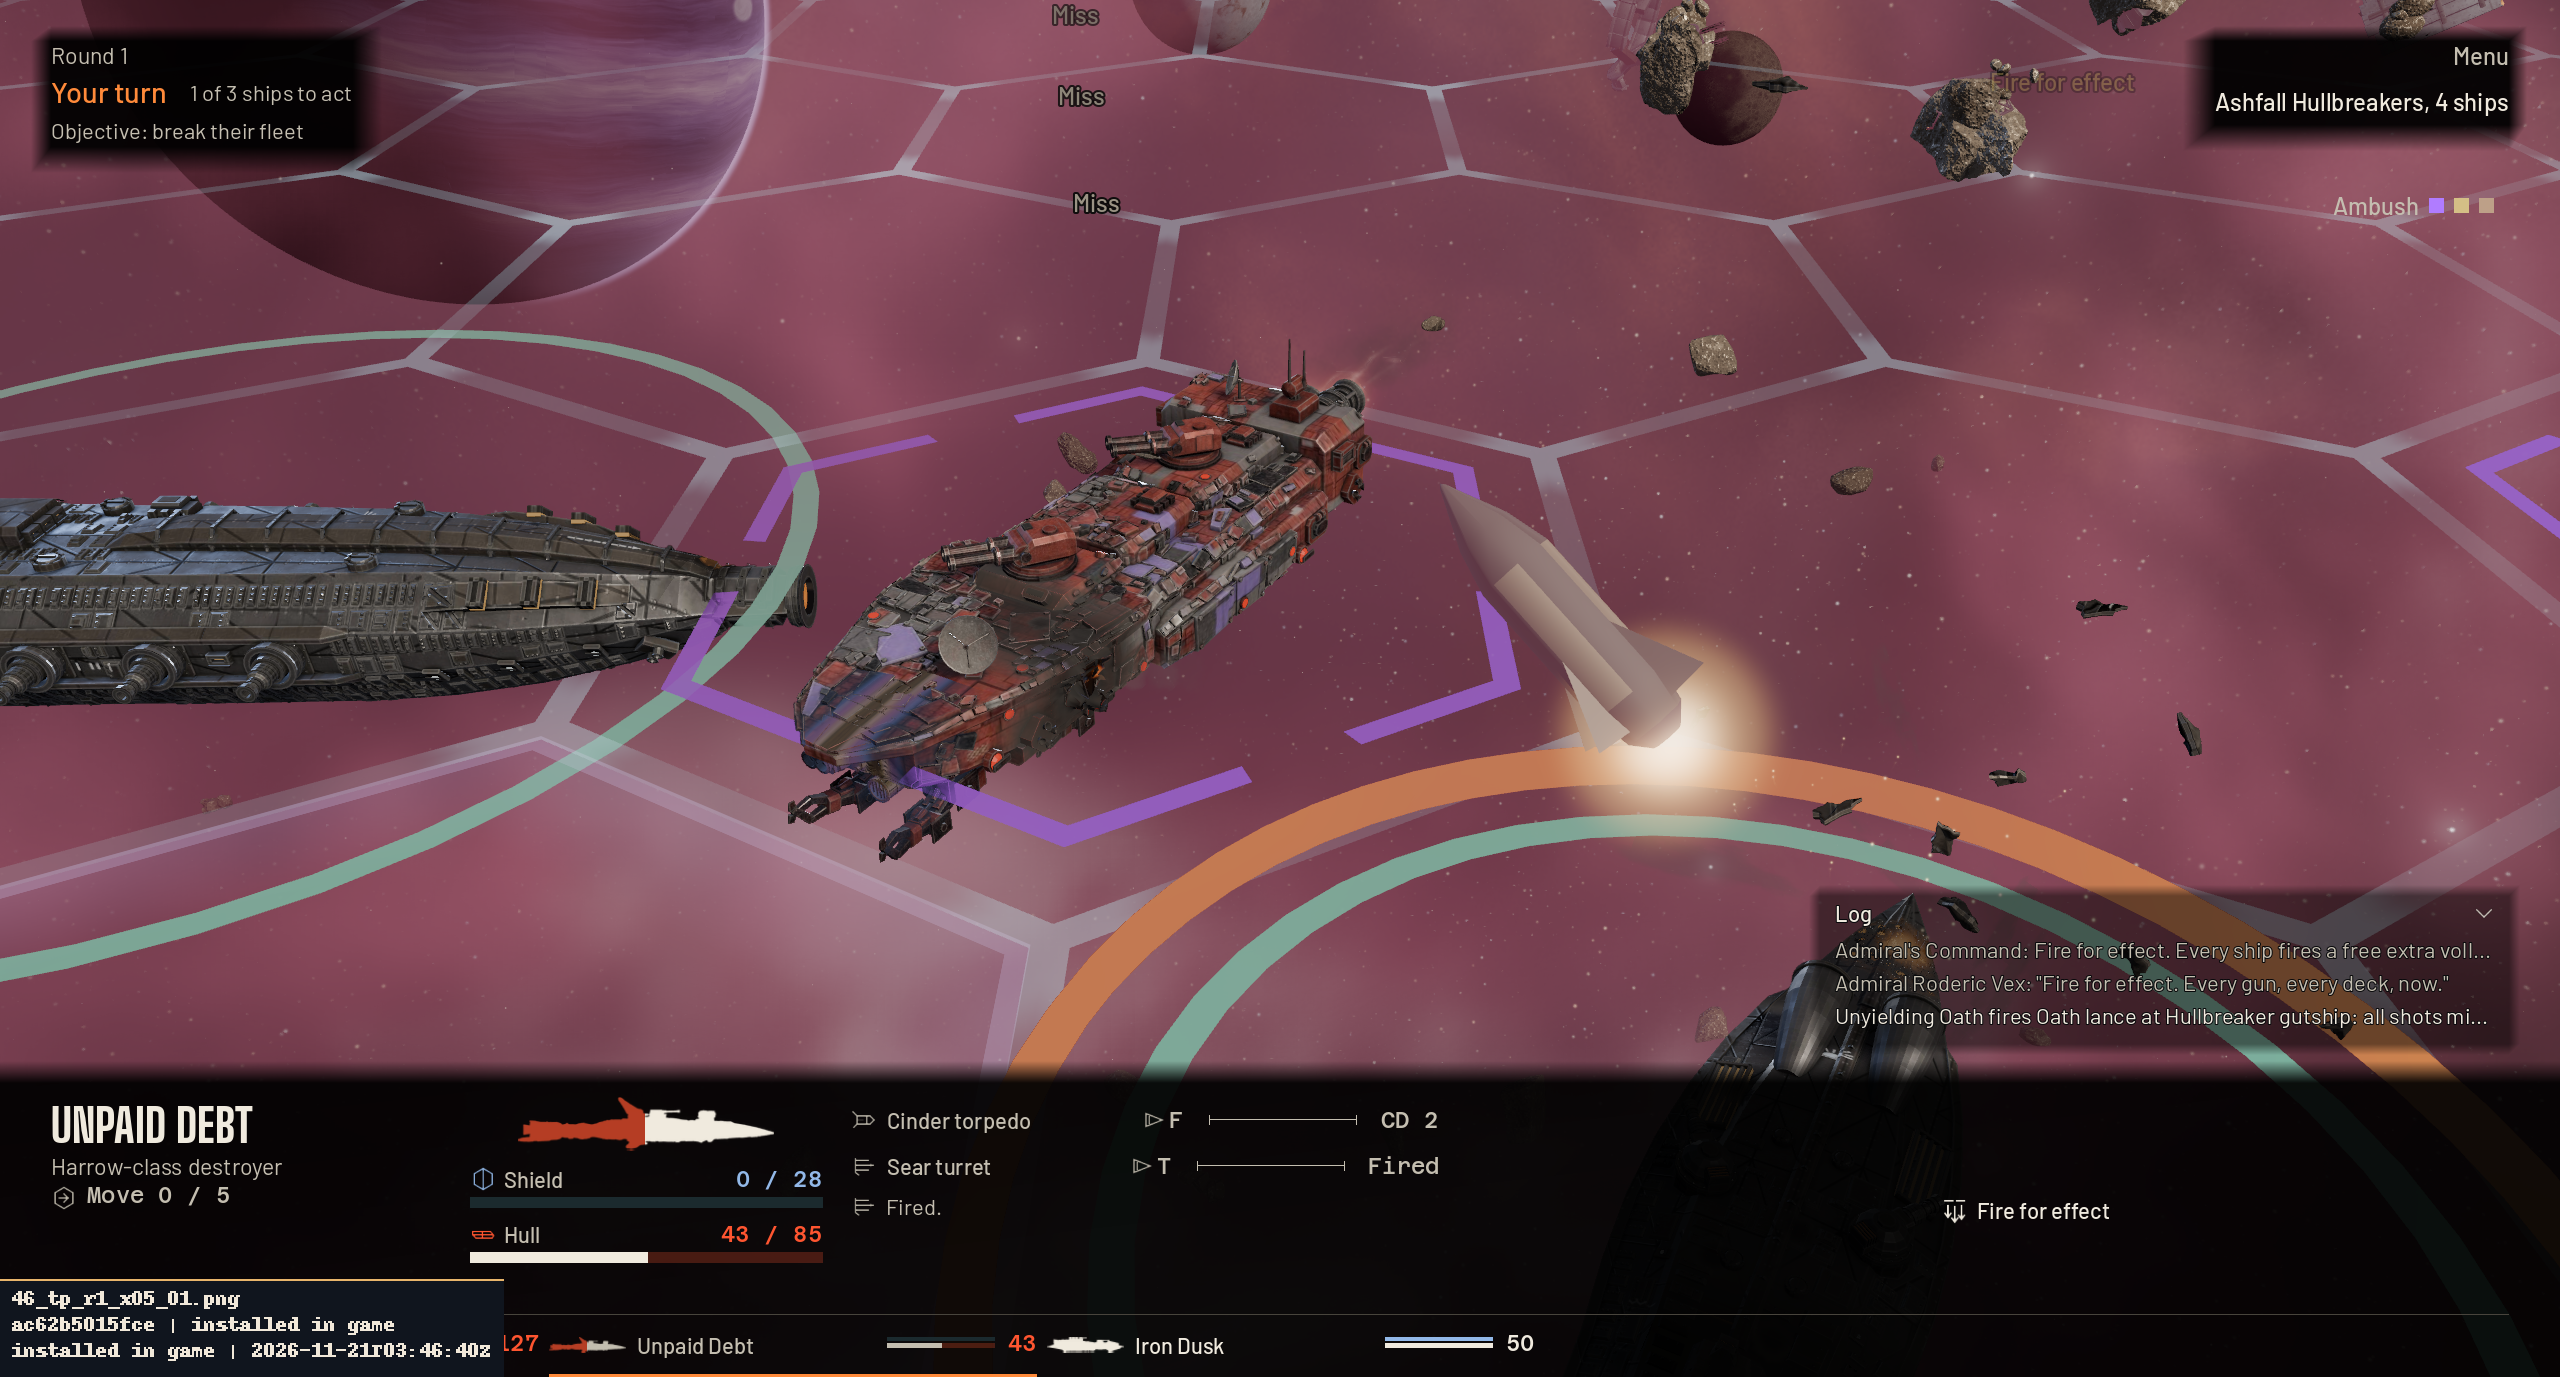 Miss
Round 1
Your turn 1 of 3 ships to act
Objective: break their fleet
Miss
Miss
Fire for effect
Menu
Ashfall Hullbreakers, 4 ships
Ambush
Log
Admiral's Command: Fire for effect. Every ship fires a free extra voll...
Admiral Roderic Vex: "Fire for effect. Every gun, every deck, now."
Unyielding Oath fires Oath lance at Hullbreaker gutship: all shots mi...
UNPAID DEBT
Harrow-class destroyer
Move 0 / 5
Shield 0 / 28
Hull 43 / 85
Cinder torpedo F CD 2
Sear turret T Fired
Fired.
Fire for effect
46_tp_r1_x05_01.png
ac62b5015fce | installed in game
installed in game | 2026-11-21T03:46:40Z
127 Unpaid Debt 43 Iron Dusk 50